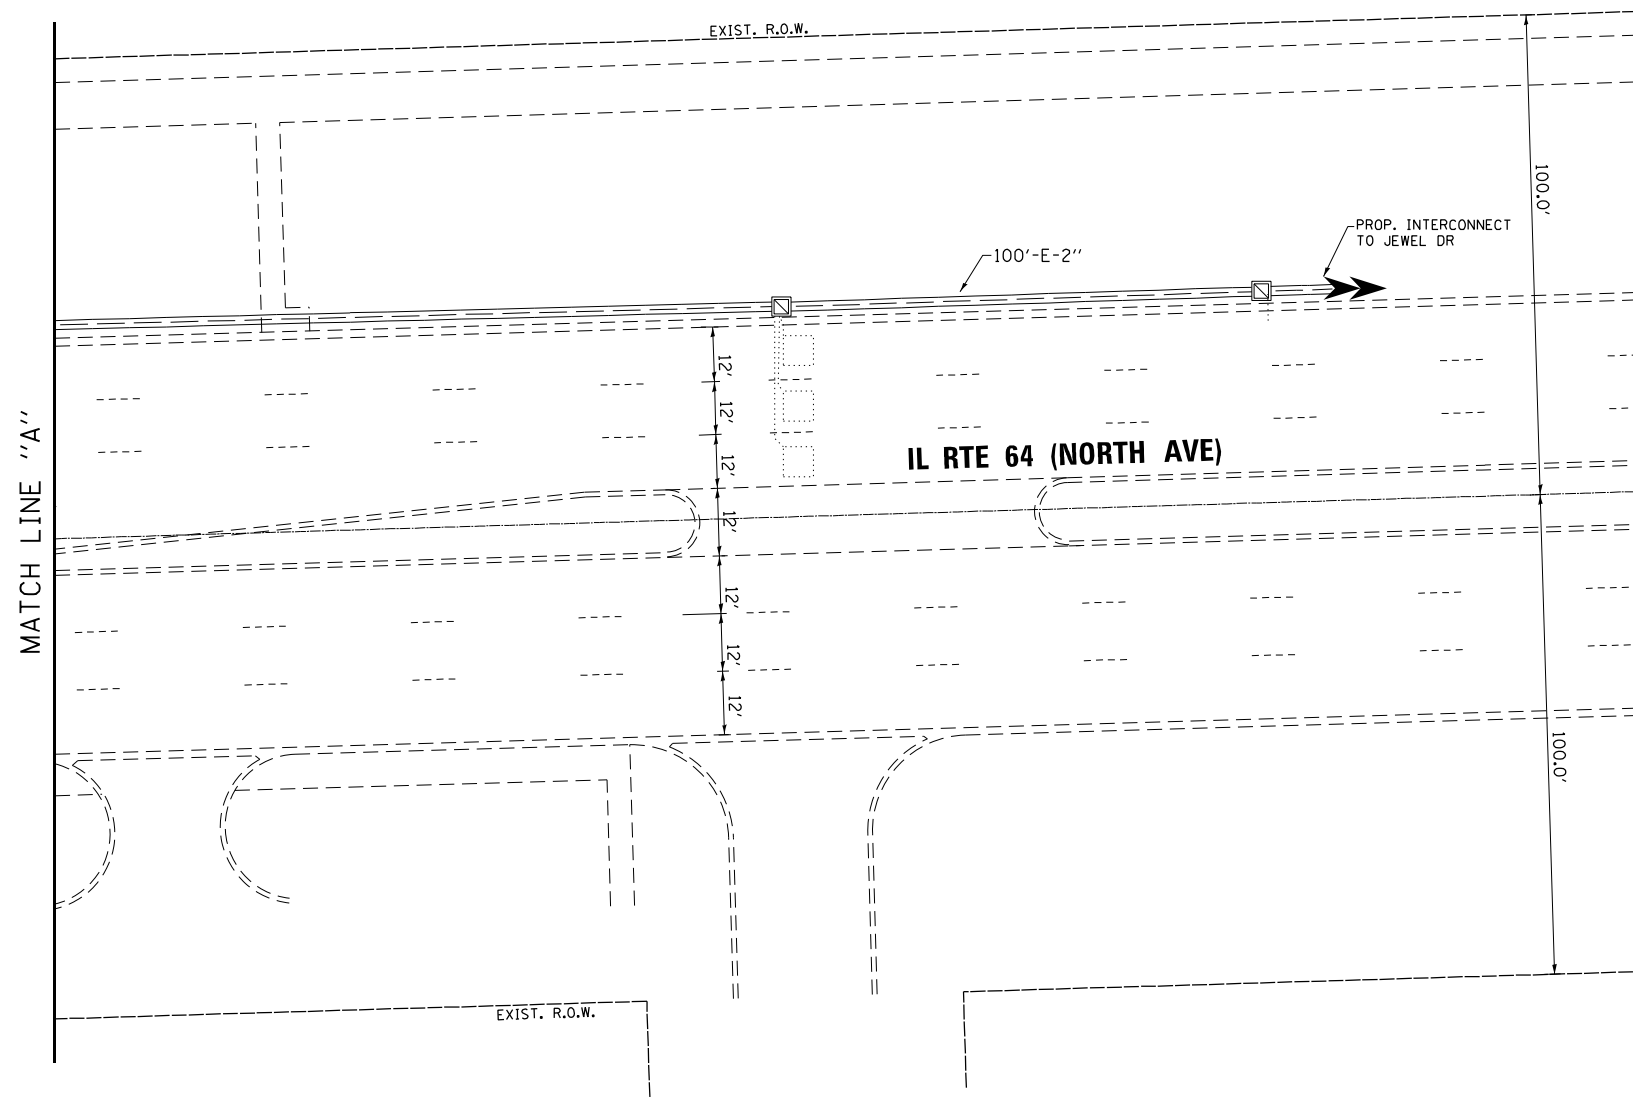 EXIST. R.O.W.
100.0'
PROP. INTERCONNECT
TO JEWEL DR
100'-E-2''
12'
12'
12'
12'
12'
12'
12'
IL RTE 64 (NORTH AVE)
MATCH LINE ''A''
100.0'
EXIST. R.O.W.